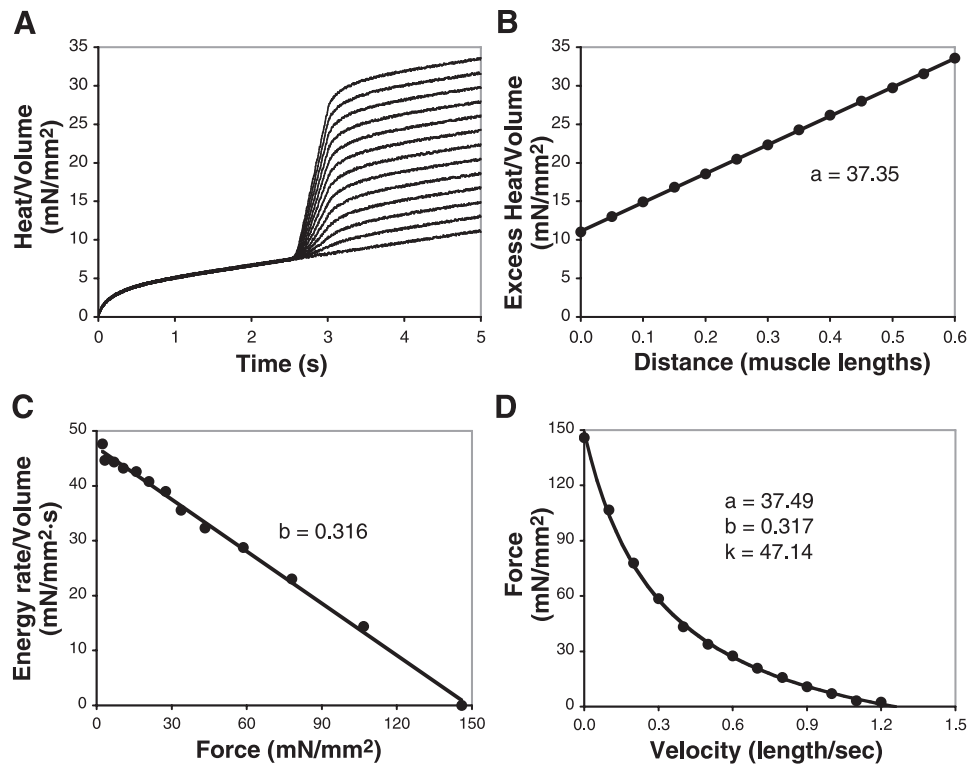 A
Heat/Volume
(mN/mm2)
35
30
25
20
15
10
5
0
0
1
2
3
4
5
Time (s)
B
Excess Heat/Volume
(mN/mm2)
35
30
25
20
15
10
5
0
a = 37.35
0.0
0.1
0.2
0.3
0.4
0.5
0.6
Distance (muscle lengths)
C
Energy rate/Volume
(mN/mm2·s)
50
40
30
20
10
0
b = 0.316
0
30
60
90
120
150
Force (mN/mm2)
D
Force
(mN/mm2)
150
120
90
60
30
0
a = 37.49
b = 0.317
k = 47.14
0.0
0.3
0.6
0.9
1.2
1.5
Velocity (length/sec)